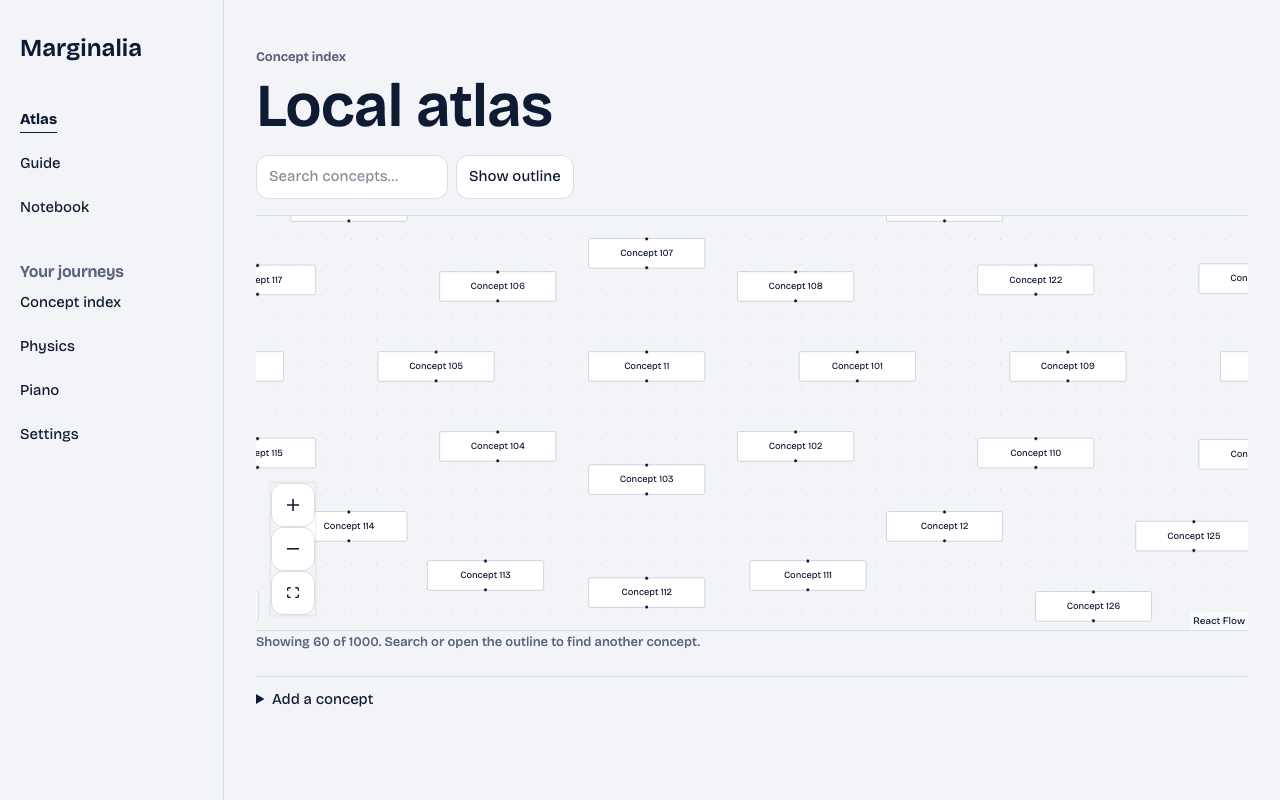 Marginalia
Atlas
Guide
Notebook
Your journeys
Concept index
Physics
Piano
Settings
Concept index
Local atlas
Search concepts...
Show outline
Concept 107
ept 117
Concept 106
Concept 108
Concept 122
Con
Concept 105
Concept 11
Concept 101
Concept 109
ept 115
Concept 104
Concept 102
Concept 110
Con
Concept 103
Concept 114
Concept 12
Concept 125
Concept 113
Concept 111
Concept 112
Concept 126
React Flow
Showing 60 of 1000. Search or open the outline to find another concept.
Add a concept